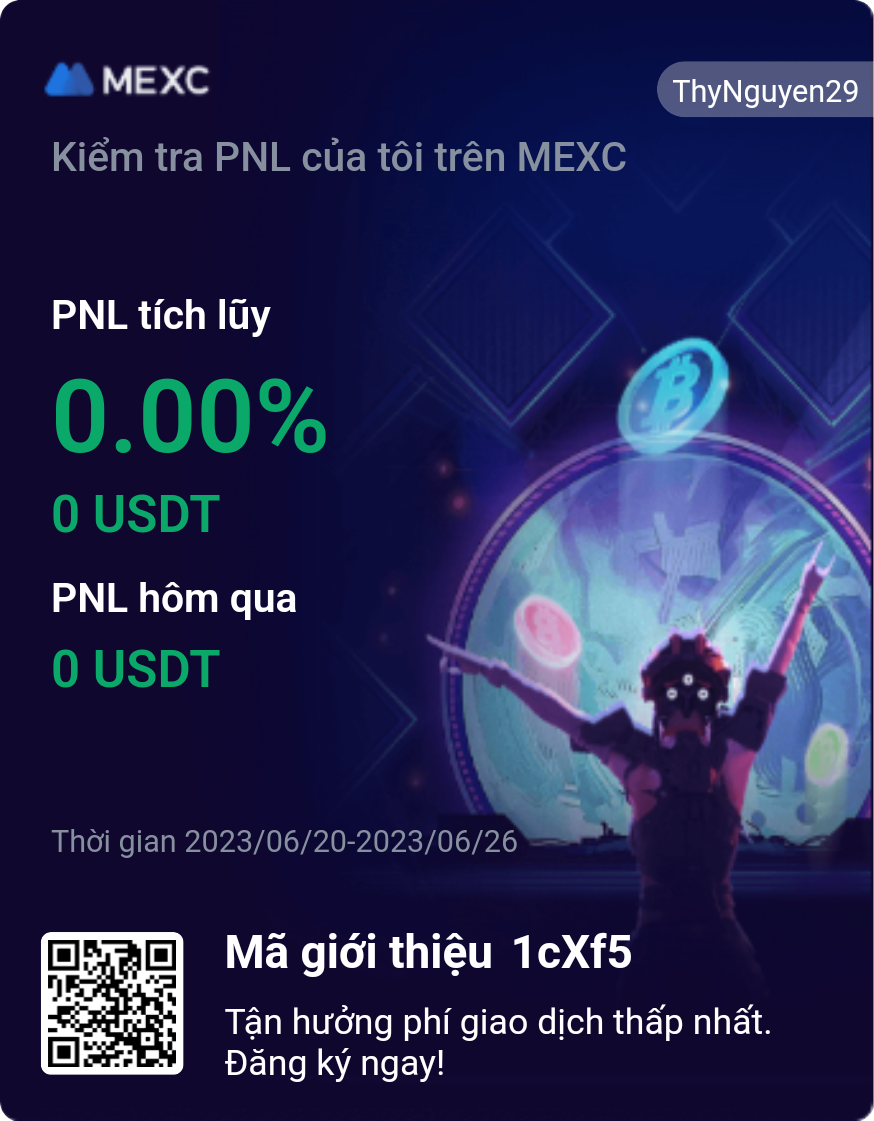 MEXC
ThyNguyen29
Kiểm tra PNL của tôi trên MEXC
PNL tích lũy
0.00%
0 USDT
PNL hôm qua
0 USDT
Thời gian 2023/06/20-2023/06/26
Mã giới thiệu 1cXf5
Tận hưởng phí giao dịch thấp nhất.
Đăng ký ngay!